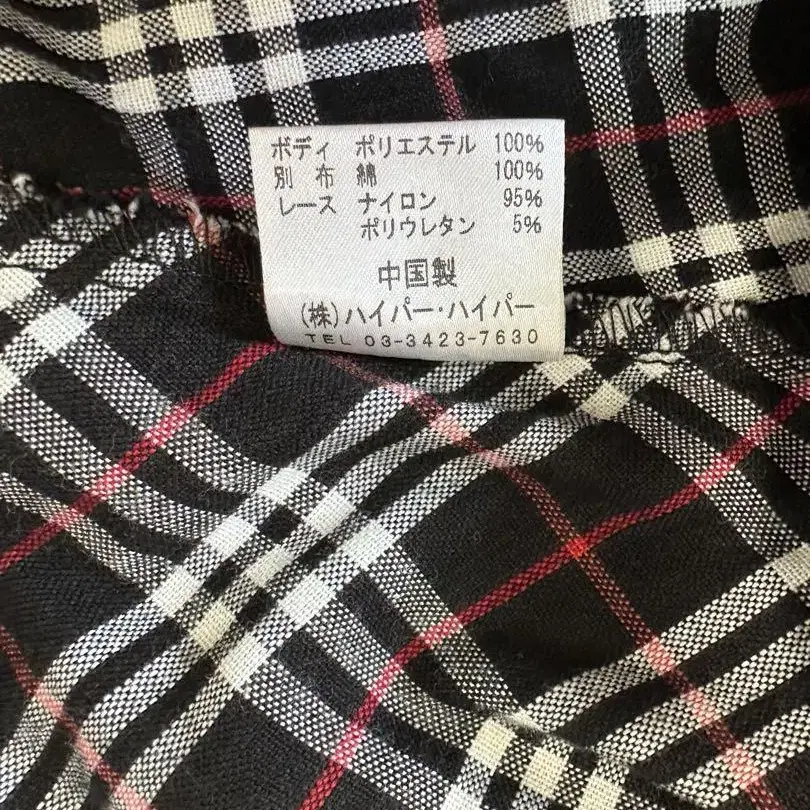 ボディ ポリエステル 100%
別布 綿 100%
レース ナイロン 95%
ポリウレタン 5%
中国製
(株)ハイパー・ハイパー
TEL 03-3423-7630